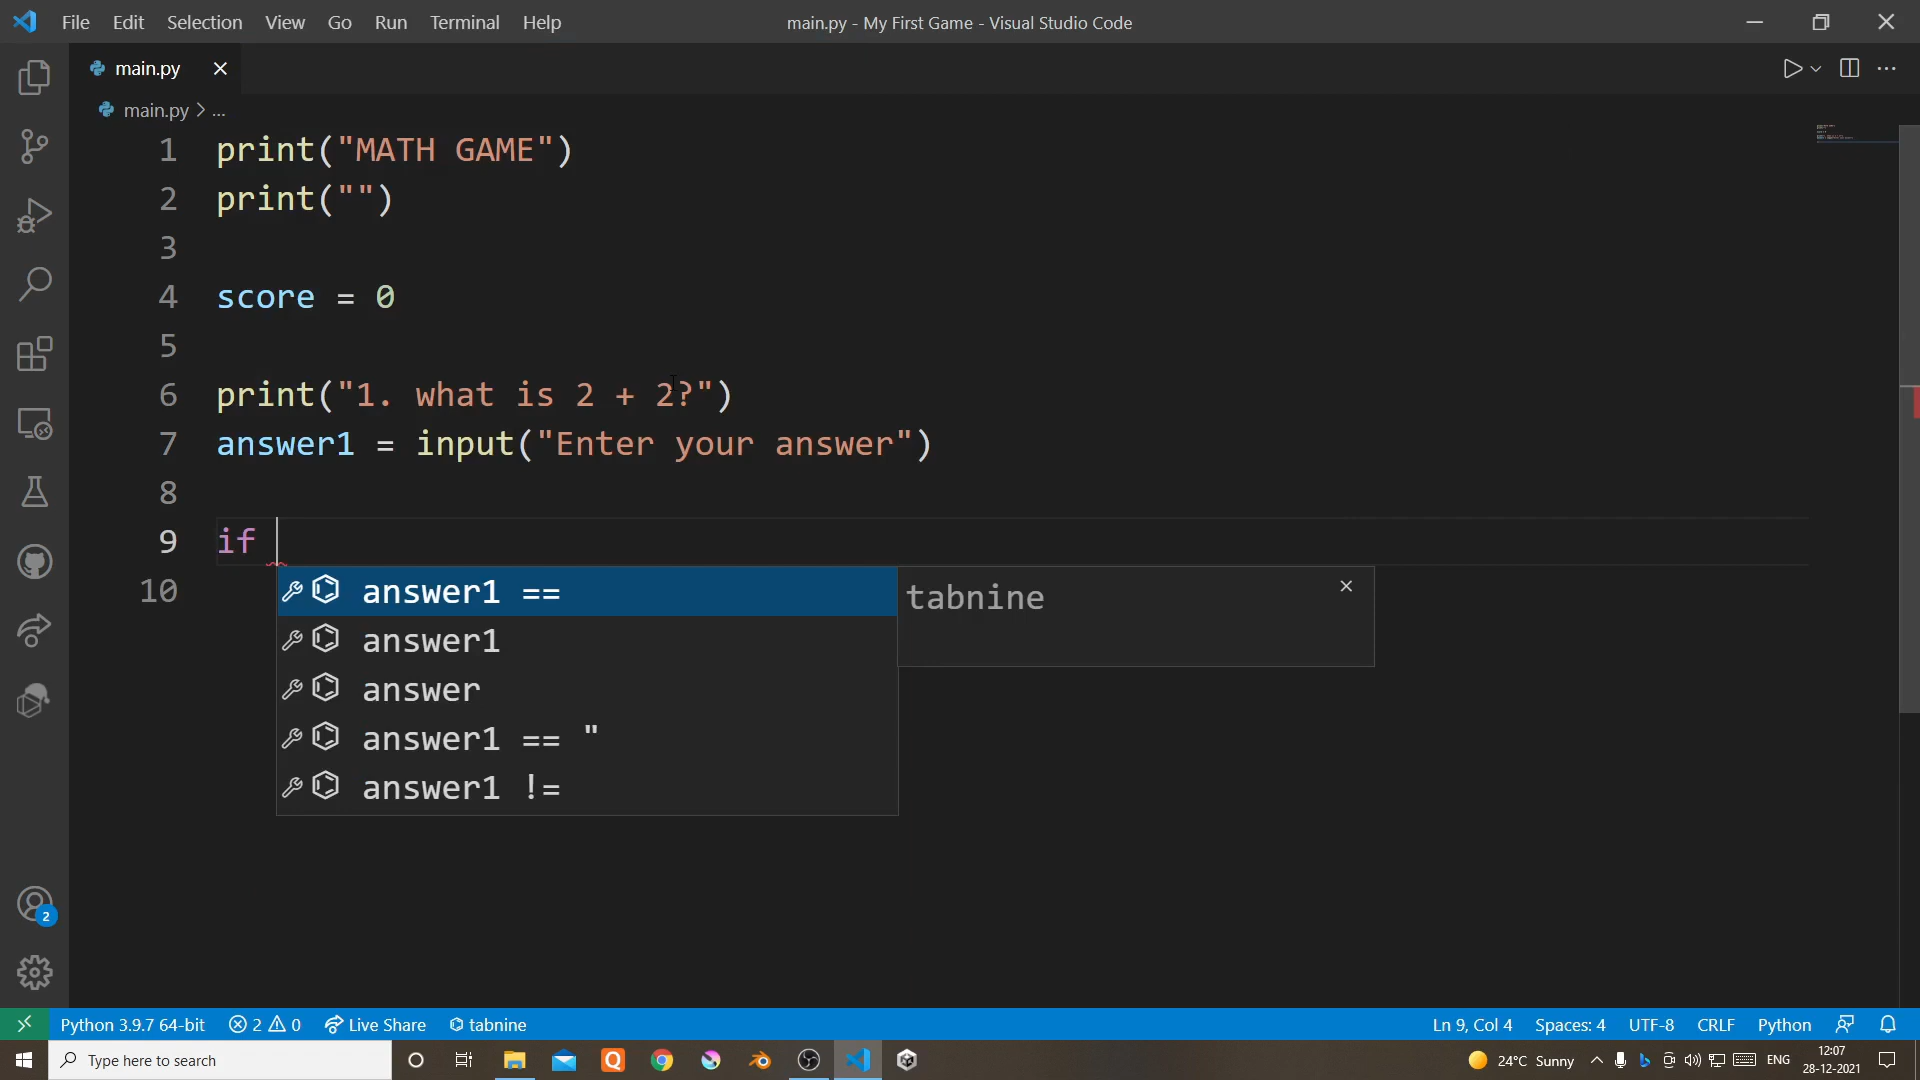 File Edit Selection View Go Run Terminal Help
main.py - My First Game - Visual Studio Code
main.py
main.py > ...
1 print("MATH GAME")
2 print("")
3
4 score = 0
5
6 print("1. what is 2 + 2?")
7 answer1 = input("Enter your answer")
8
9 if
10
answer1 ==
tabnine
answer1
answer
answer1 == "
answer1 !=
2
Python 3.9.7 64-bit 2 0 Live Share tabnine
Ln 9, Col 4 Spaces: 4 UTF-8 CRLF Python
Type here to search
24°C Sunny
ENG
12:07
28-12-2021